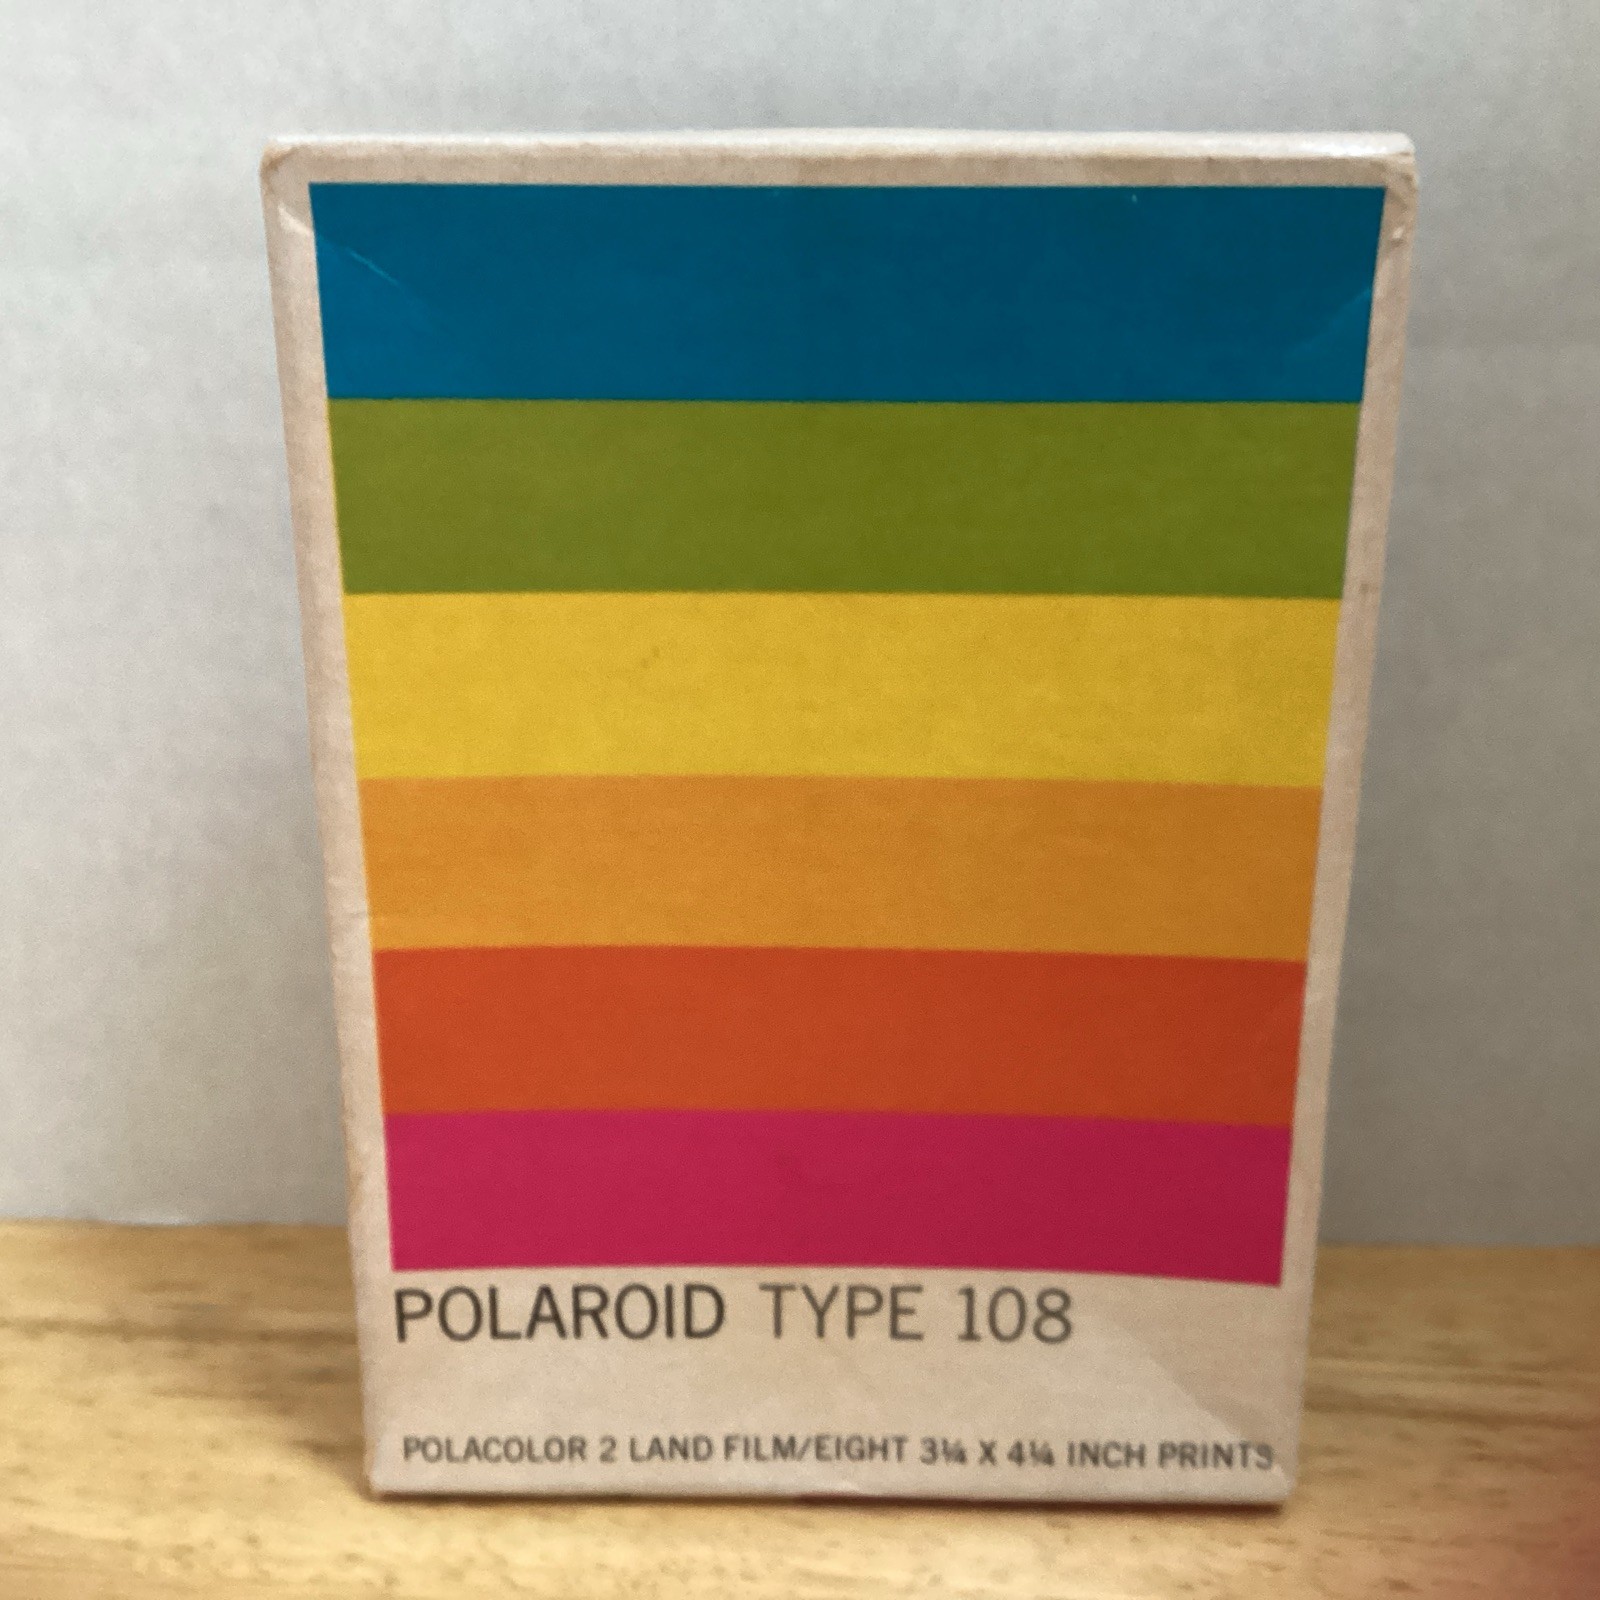 POLAROID TYPE 108
POLACOLOR 2 LAND FILM/EIGHT 3¼ X 4¼ INCH PRINTS